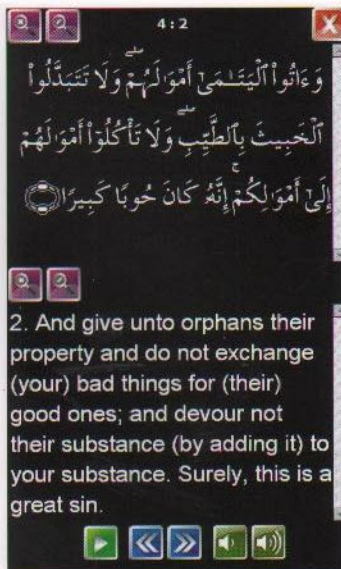 4:2
وَءَاتُوا۟ ٱلْيَتَـٰمَىٰٓ أَمْوَٰلَهُمْ ۖ وَلَا تَتَبَدَّلُوا۟
ٱلْخَبِيثَ بِٱلطَّيِّبِ ۖ وَلَا تَأْكُلُوٓا۟ أَمْوَٰلَهُمْ
إِلَىٰٓ أَمْوَٰلِكُمْ ۚ إِنَّهُۥ كَانَ حُوبًا كَبِيرًا
2. And give unto orphans their
property and do not exchange
(your) bad things for (their)
good ones; and devour not
their substance (by adding it) to
your substance. Surely, this is a
great sin.